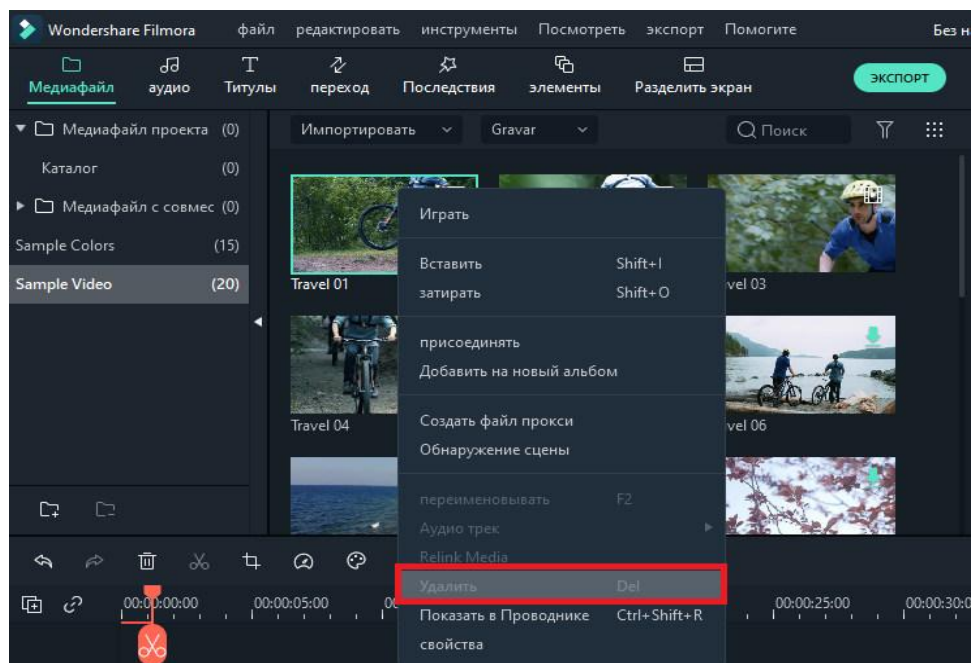 Wondershare Filmora файл редактировать инструменты Посмотреть экспорт Помогите Без н
Медиафайл аудио Титулы переход Последствия элементы Разделить экран ЭКСПОРТ
Медиафайл проекта (0) Импортировать Gravar Поиск
Каталог (0)
Медиафайл с совмес (0)
Sample Colors (15)
Sample Video (20)
Travel 01
vel 03
Travel 04
vel 06
Играть
Вставить Shift+I
затирать Shift+O
присоединять
Добавить на новый альбом
Создать файл прокси
Обнаружение сцены
переименовывать F2
Аудио трек
Relink Media
Удалить Del
Показать в Проводнике Ctrl+Shift+R
свойства
00:00:00:00 00:00:05:00 00 00:00:25:00 00:00:30:0